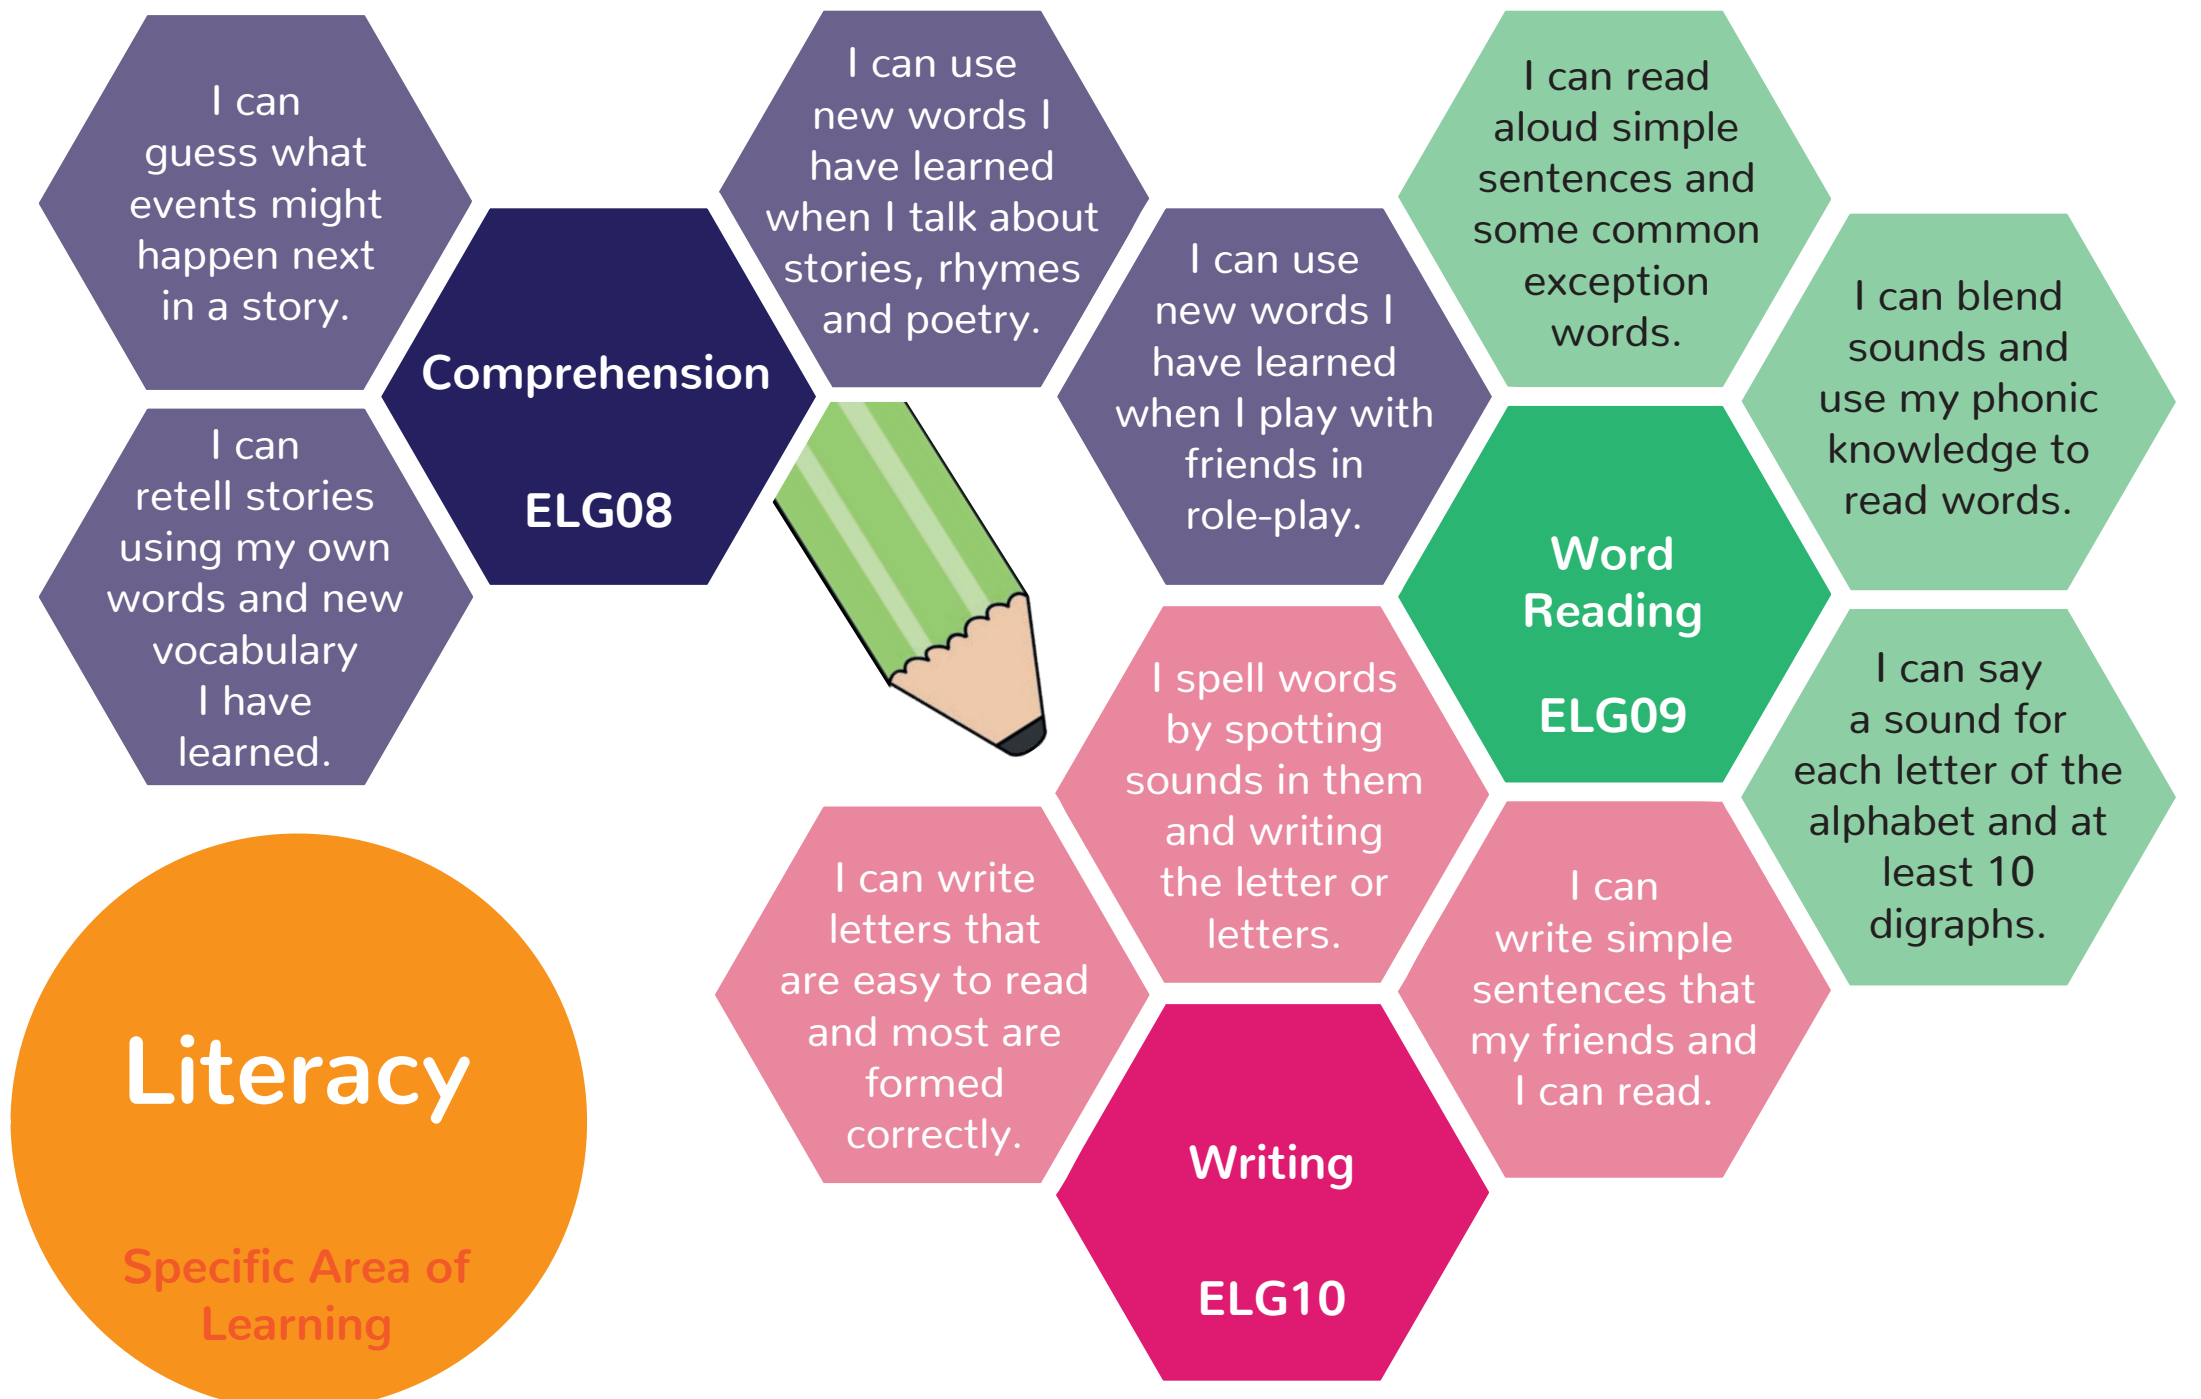 I can
guess what
events might
happen next
in a story.
Comprehension
ELG08
I can
retell stories
using my own
words and new
vocabulary
I have
learned.
I can use
new words I
have learned
when I talk about
stories, rhymes
and poetry.
I can use
new words I
have learned
when I play with
friends in
role-play.
I can read
aloud simple
sentences and
some common
exception
words.
I can blend
sounds and
use my phonic
knowledge to
read words.
Word
Reading
ELG09
I can say
a sound for
each letter of the
alphabet and at
least 10
digraphs.
I spell words
by spotting
sounds in them
and writing
the letter or
letters.
I can write
letters that
are easy to read
and most are
formed
correctly.
I can
write simple
sentences that
my friends and
I can read.
Writing
ELG10
Literacy
Specific Area of
Learning